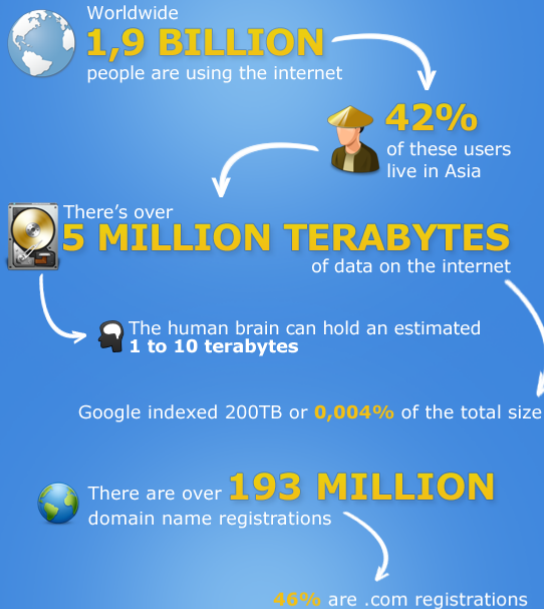 Worldwide
1,9 BILLION
people are using the internet
42%
of these users
live in Asia
There's over
5 MILLION TERABYTES
of data on the internet
The human brain can hold an estimated
1 to 10 terabytes
Google indexed 200TB or 0,004% of the total size
There are over 193 MILLION
domain name registrations
46% are .com registrations